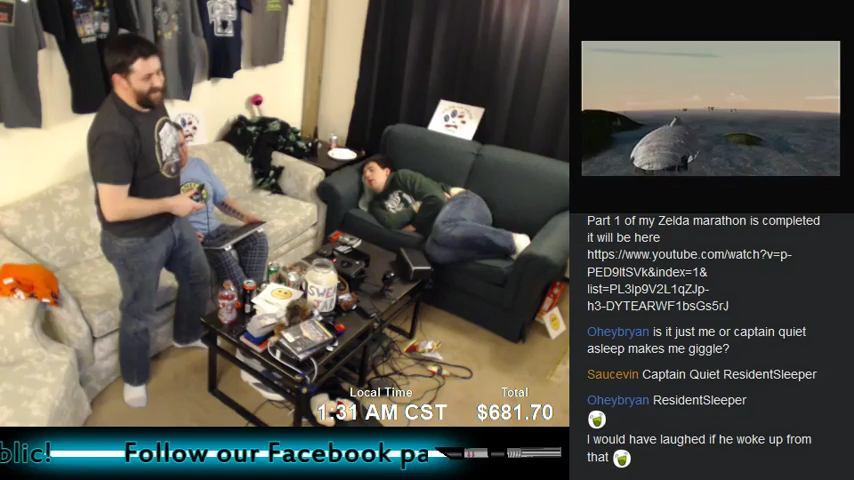 SWEAR
JAR
Local Time
Total
1:31 AM CST
$681.70
blic!
Follow our Facebook pa
Part 1 of my Zelda marathon is completed
it will be here
https://www.youtube.com/watch?v=p-
PED9ltSVk&index=1&
list=PL3lp9V2L1qZJp-
h3-DYTEARWF1bsGs5rJ
Oheybryan is it just me or captain quiet
asleep makes me giggle?
Saucevin Captain Quiet ResidentSleeper
Oheybryan ResidentSleeper
I would have laughed if he woke up from
that